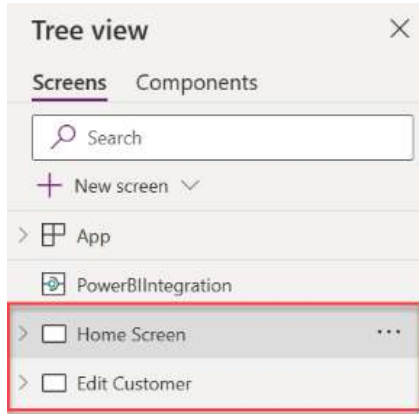 Tree view
Screens Components
Search
New screen
App
PowerBIIntegration
Home Screen
Edit Customer